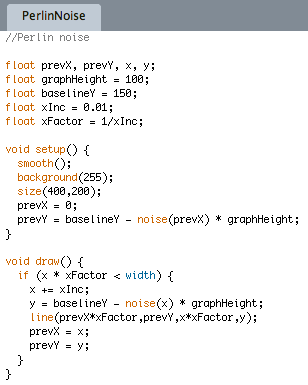 PerlinNoise
//Perlin noise
float prevX, prevY, x, y;
float graphHeight = 100;
float baselineY = 150;
float xInc = 0.01;
float xFactor = 1/xInc;
void setup() {
smooth();
background(255);
size(400,200);
prevX = 0;
prevY = baselineY - noise(prevX) * graphHeight;
}
void draw() {
if (x * xFactor < width) {
x += xInc;
y = baselineY - noise(x) * graphHeight;
line(prevX*xFactor,prevY,x*xFactor,y);
prevX = x;
prevY = y;
}
}